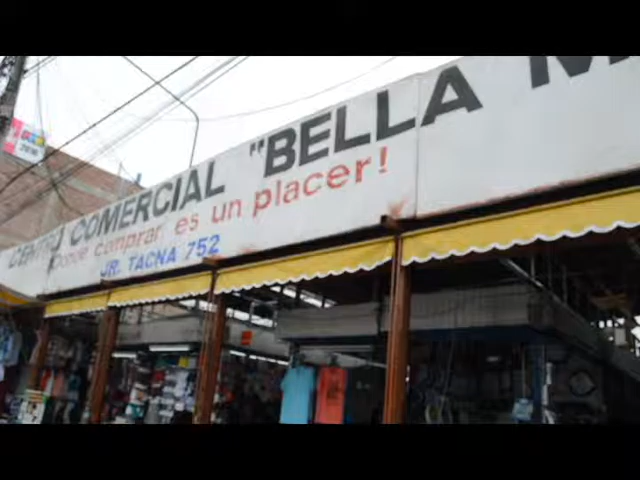 CENTRO COMERCIAL "BELLA M
Donde comprar es un placer!
JR. TACNA 752